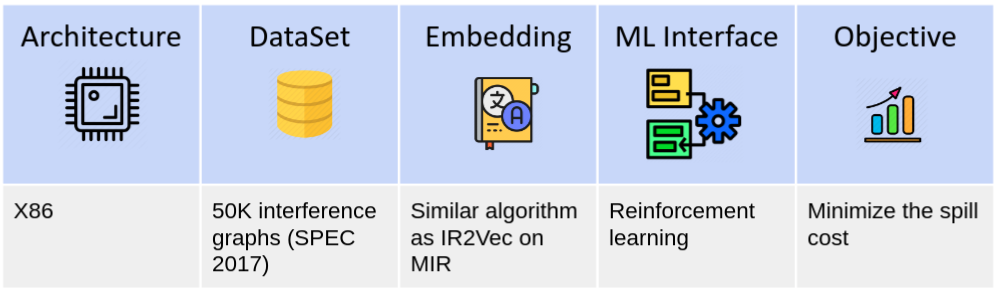 Architecture
DataSet
Embedding
ML Interface
Objective
文
A
X86
50K interference
graphs (SPEC
2017)
Similar algorithm
as IR2Vec on
MIR
Reinforcement
learning
Minimize the spill
cost